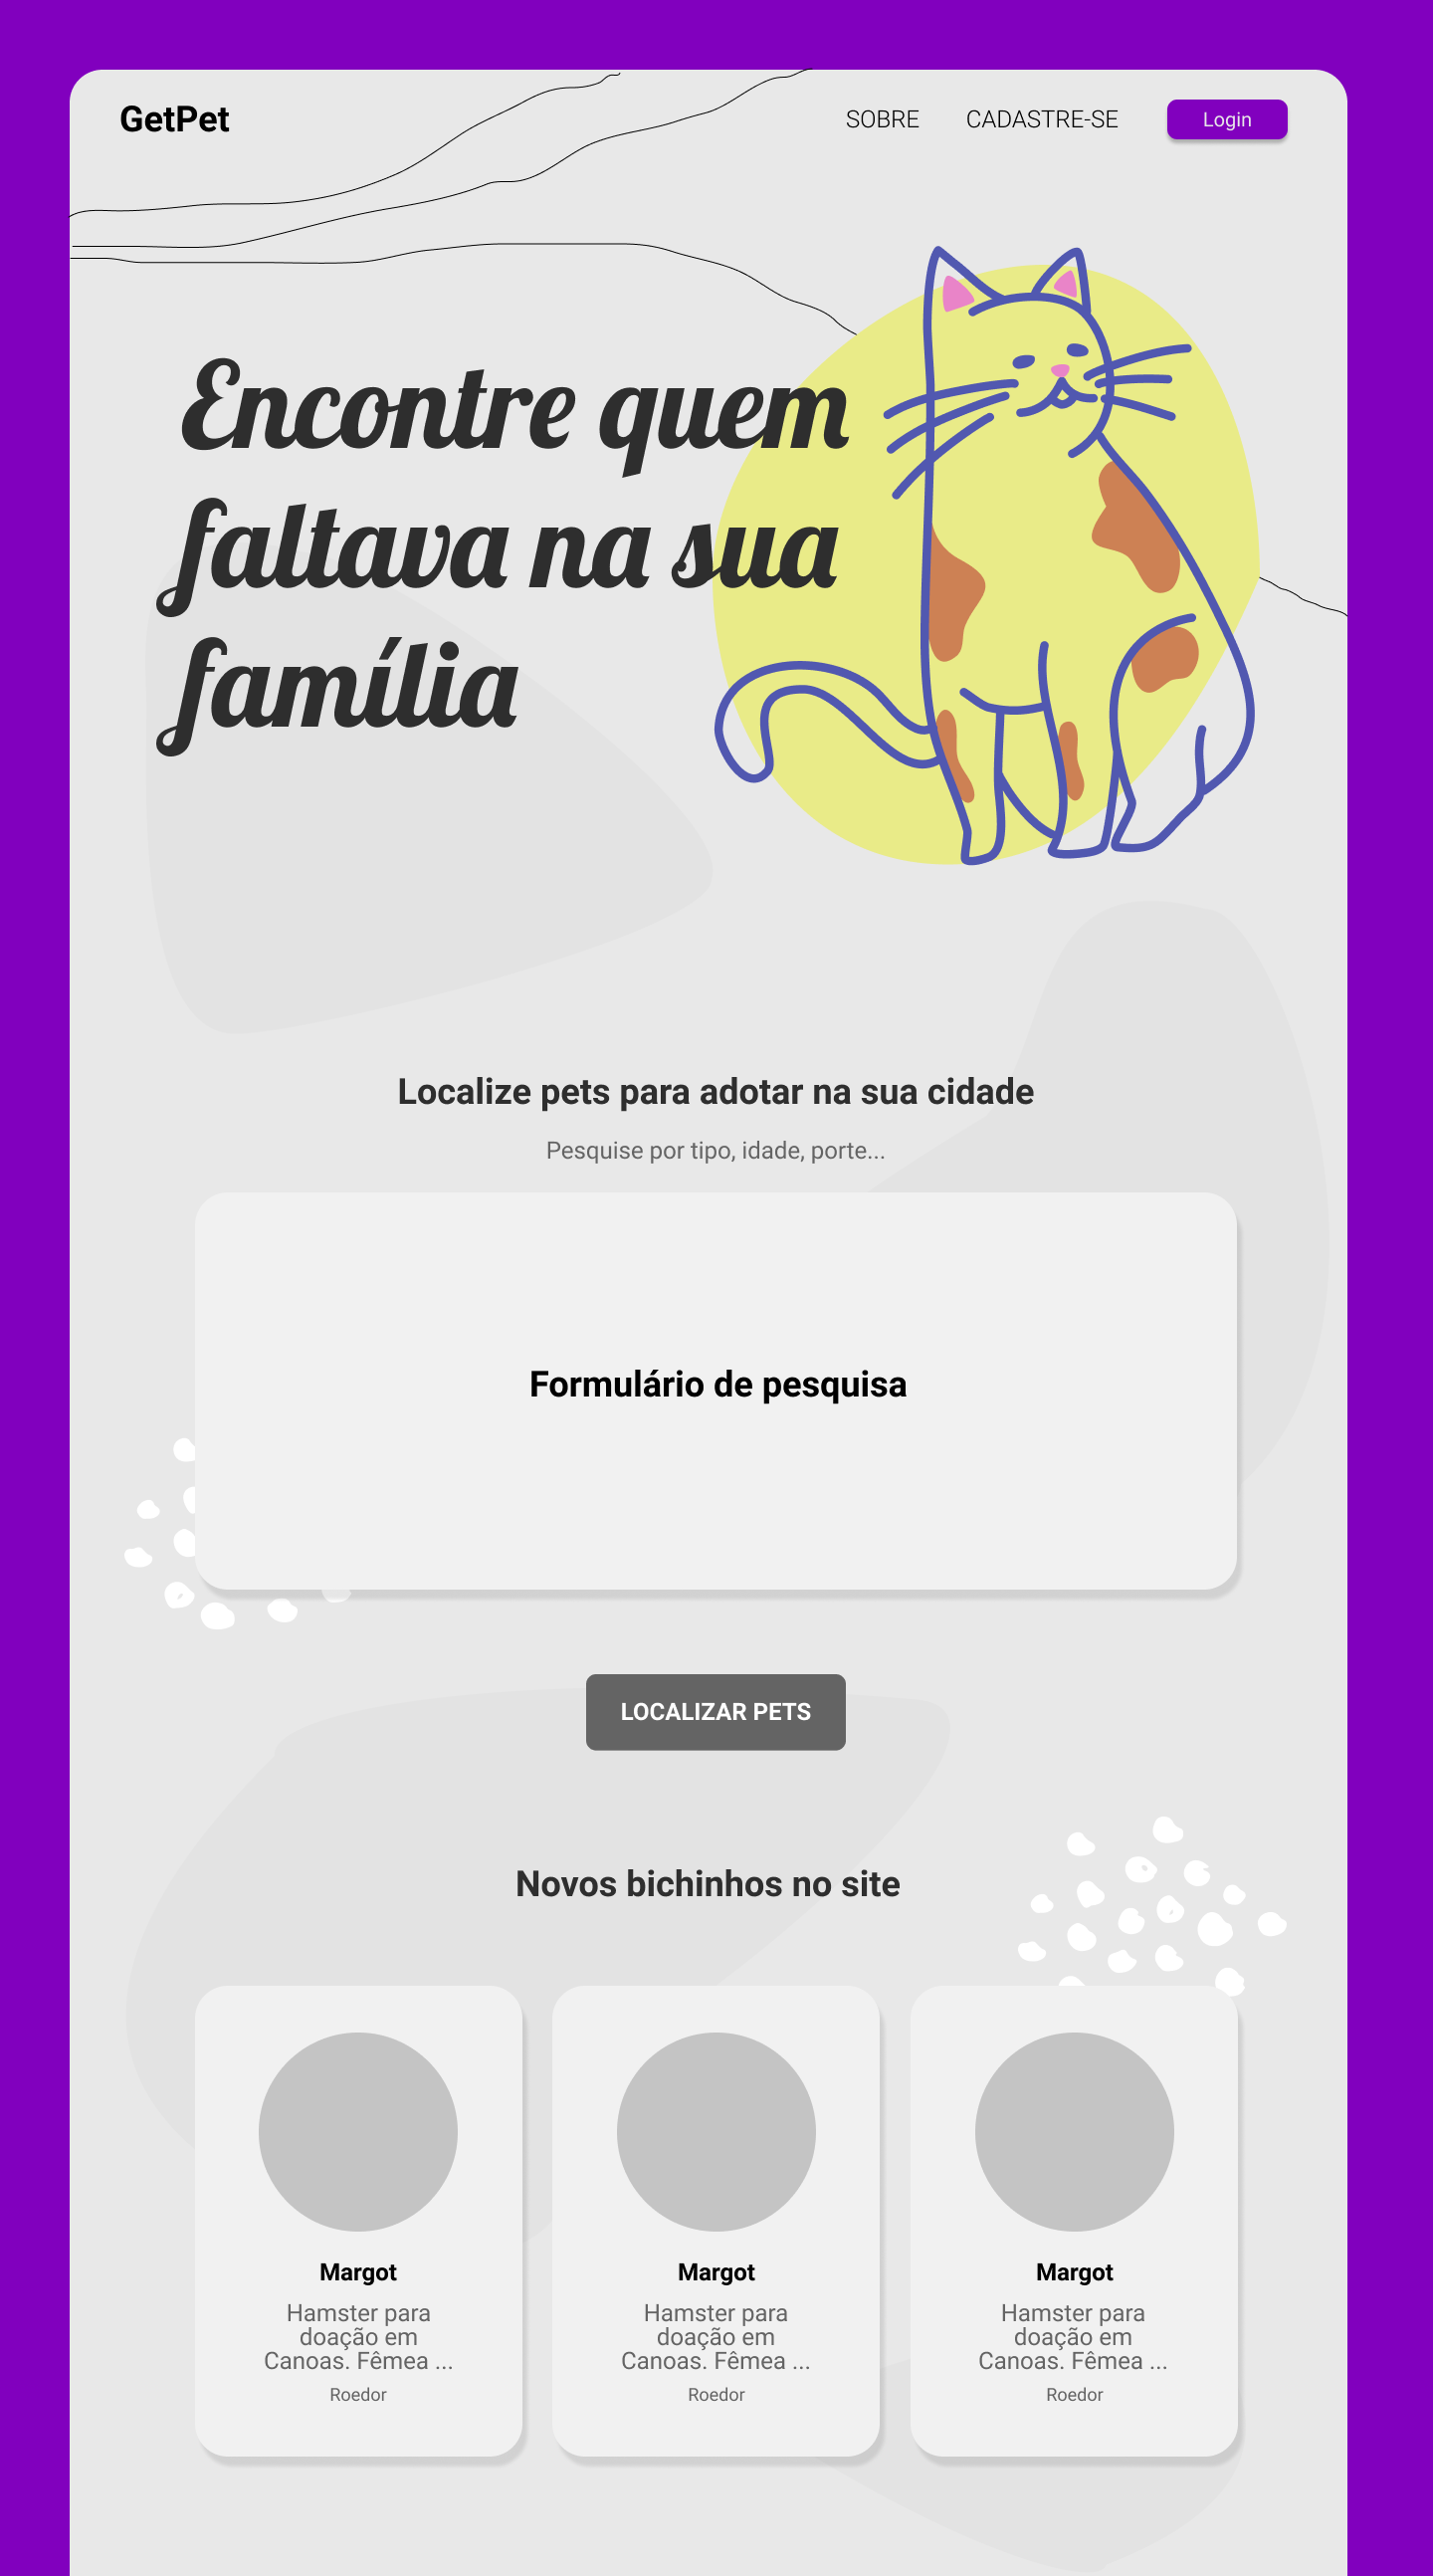 GetPet
SOBRE
CADASTRE-SE
Login
Encontre quem
faltava na sua
família
Localize pets para adotar na sua cidade
Pesquise por tipo, idade, porte...
Formulário de pesquisa
LOCALIZAR PETS
Novos bichinhos no site
Margot
Hamster para
doação em
Canoas. Fêmea ...
Roedor
Margot
Hamster para
doação em
Canoas. Fêmea ...
Roedor
Margot
Hamster para
doação em
Canoas. Fêmea ...
Roedor